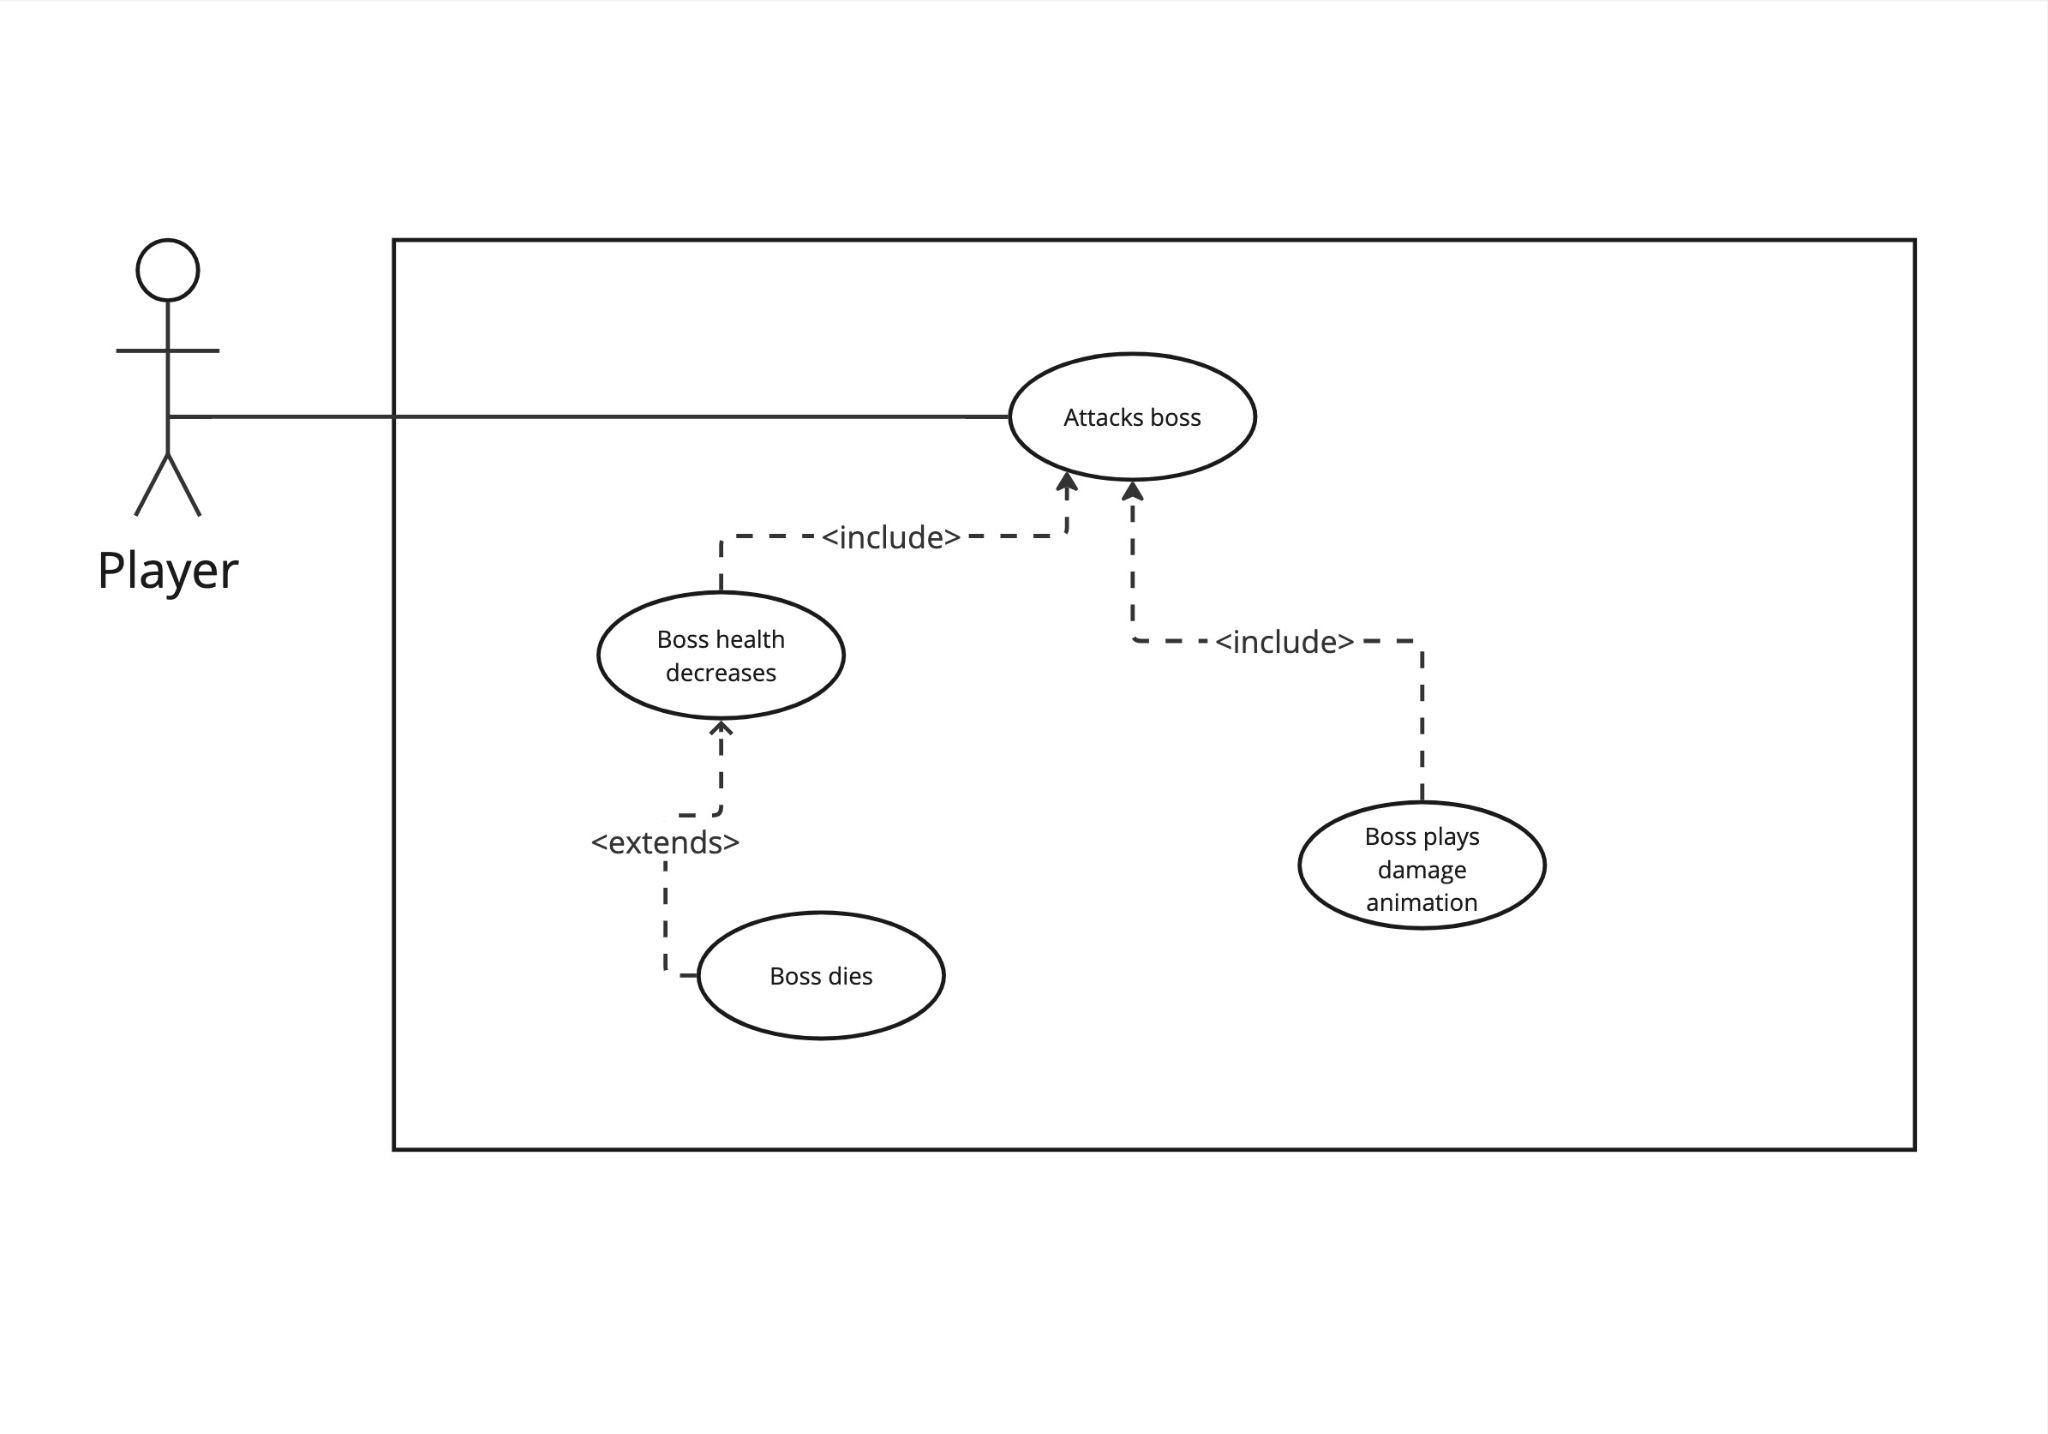 Attacks boss
<include>
Player
Boss health
decreases
<include>
<extends>
Boss plays
damage
animation
Boss dies